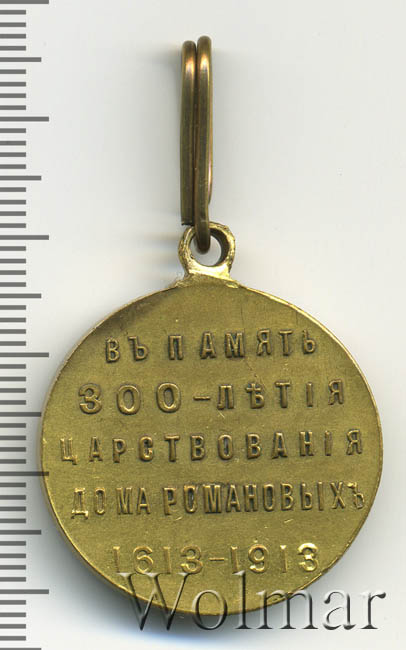 ВЪ ПАМЯТЬ
300-ЛѢТІЯ
ЦАРСТВОВАНІЯ
ДОМА РОМАНОВЫХЪ
1613-1913
Wolmar